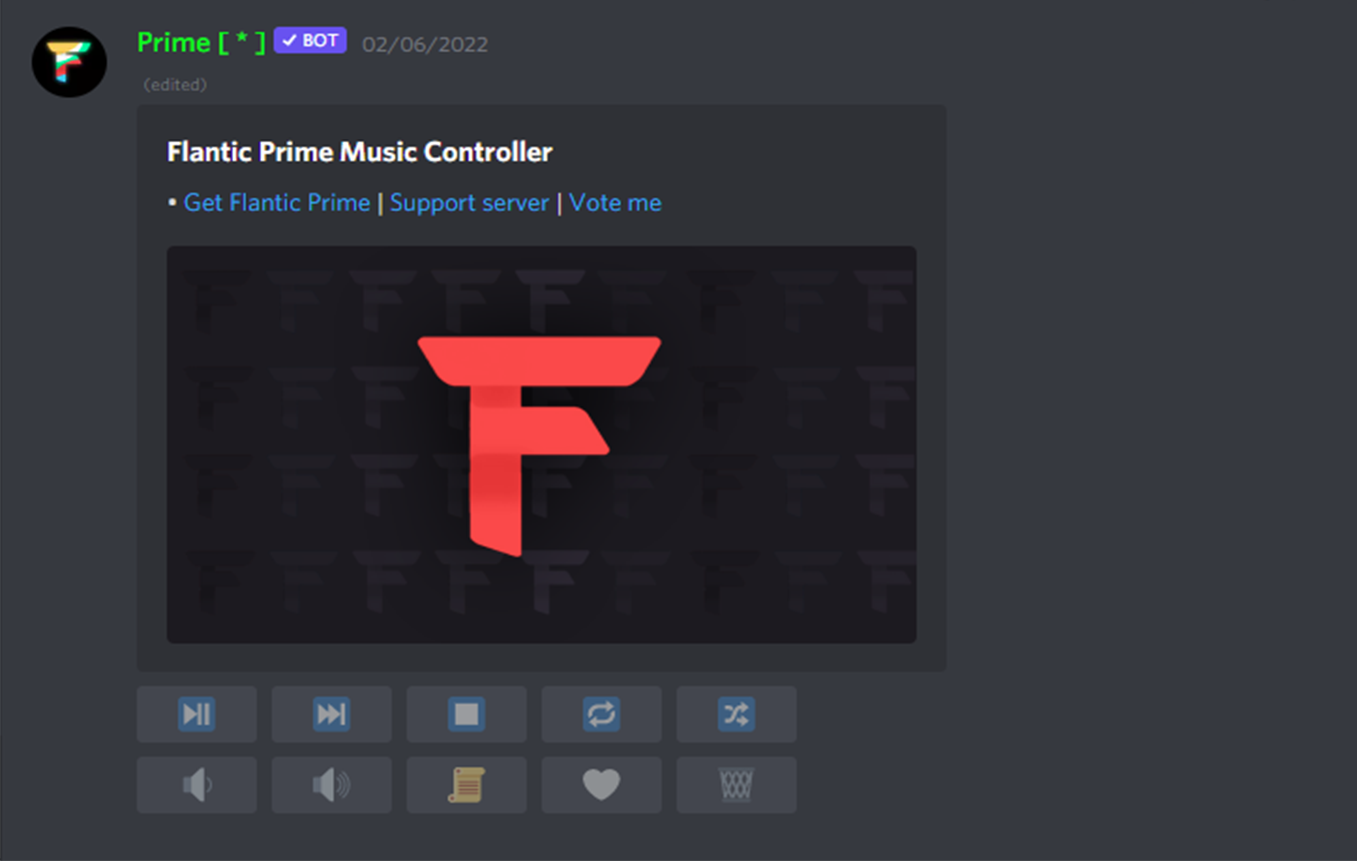 Prime [ * ] ✓ BOT 02/06/2022
(edited)
Flantic Prime Music Controller
• Get Flantic Prime | Support server | Vote me